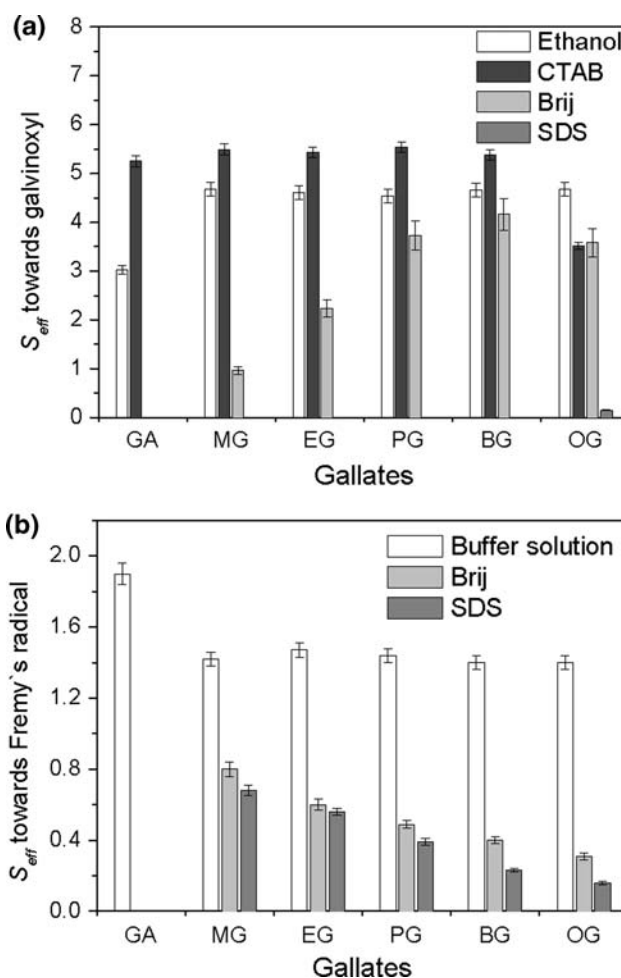 (a)
8
7
6
5
4
3
2
1
0
Seff towards galvinoxyl
Ethanol
CTAB
Brij
SDS
GA MG EG PG BG OG
Gallates
(b)
2.0
1.6
1.2
0.8
0.4
0.0
Seff towards Fremy`s radical
Buffer solution
Brij
SDS
GA MG EG PG BG OG
Gallates